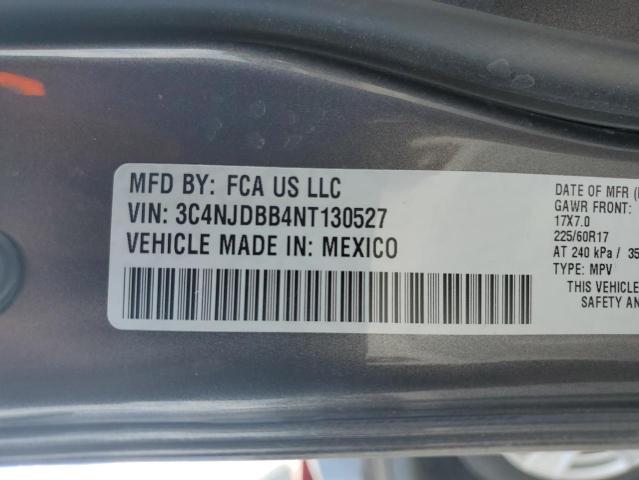 MFD BY: FCA US LLC
VIN: 3C4NJDBB4NT130527
VEHICLE MADE IN: MEXICO
DATE OF MFR
GAWR FRONT:
17X7.0
225/60R17
AT 240 kPa / 35
TYPE: MPV
THIS VEHICLE
SAFETY AN